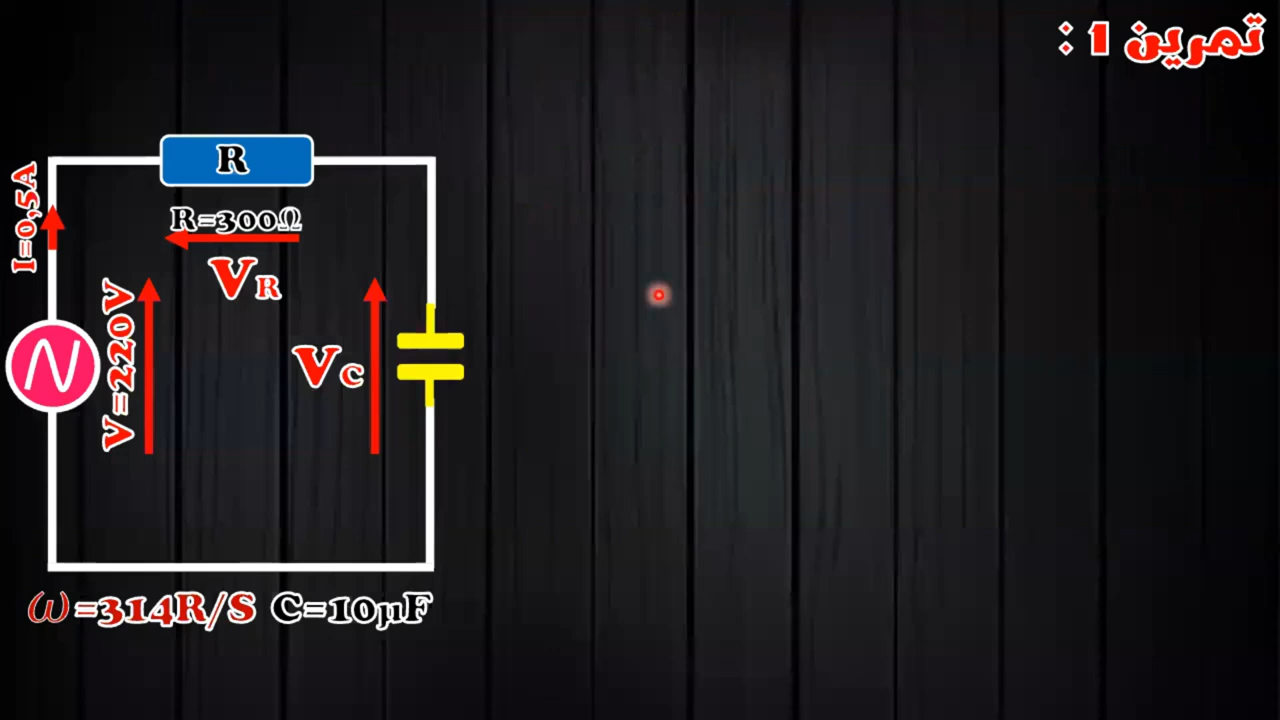 تمرين 1 :
R
R=300Ω
VR
I=0,5A
V=220V
VC
ω=314R/S C=10µF